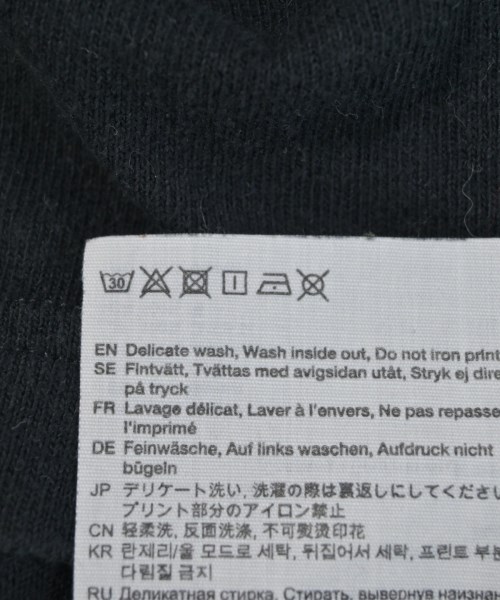 30
EN Delicate wash, Wash inside out, Do not iron print
SE Fintvätt, Tvättas med avigsidan utåt, Stryk ej dire
på tryck
FR Lavage délicat, Laver à l'envers, Ne pas repasse
l'imprimé
DE Feinwäsche, Auf links waschen, Aufdruck nicht
bügeln
JP デリケート洗い, 洗濯の際は裏返しにしてくださ
プリント部分のアイロン禁止
CN 轻柔洗, 反面洗涤, 不可熨烫印花
KR 란제리/울 모드로 세탁, 뒤집어서 세탁, 프린트 부분
다림질 금지
RU Деликатная стирка, Стирать, вывернув наизнан